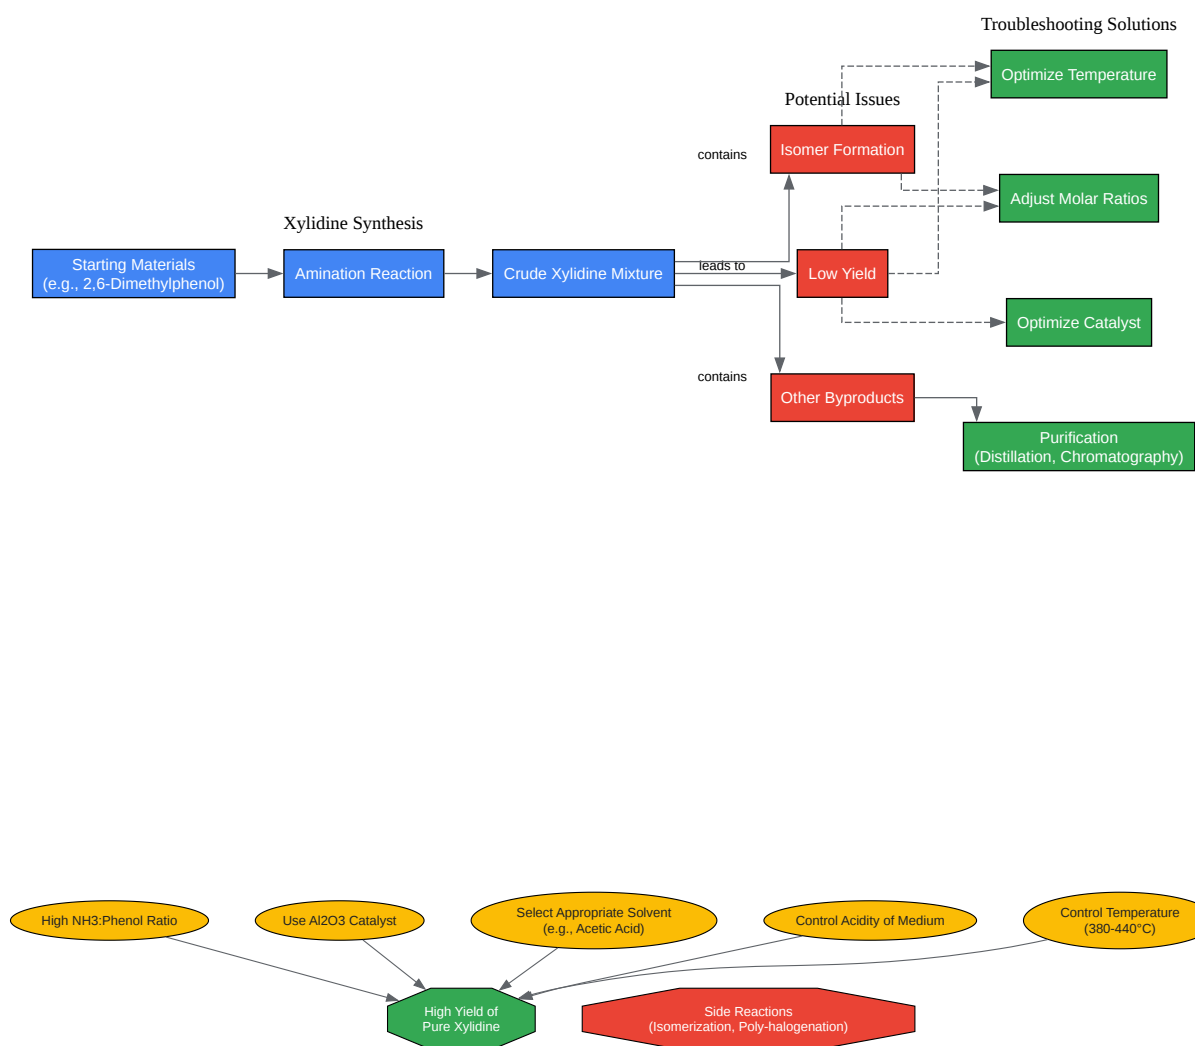 Troubleshooting Solutions
Optimize Temperature
Potential Issues
Isomer Formation
contains
Adjust Molar Ratios
Xylidine Synthesis
Starting Materials
(e.g., 2,6-Dimethylphenol)
Amination Reaction
Crude Xylidine Mixture
leads to
Low Yield
Optimize Catalyst
contains
Other Byproducts
Purification
(Distillation, Chromatography)
High NH3:Phenol Ratio
Use Al2O3 Catalyst
Select Appropriate Solvent
(e.g., Acetic Acid)
Control Acidity of Medium
Control Temperature
(380-440°C)
High Yield of
Pure Xylidine
Side Reactions
(Isomerization, Poly-halogenation)